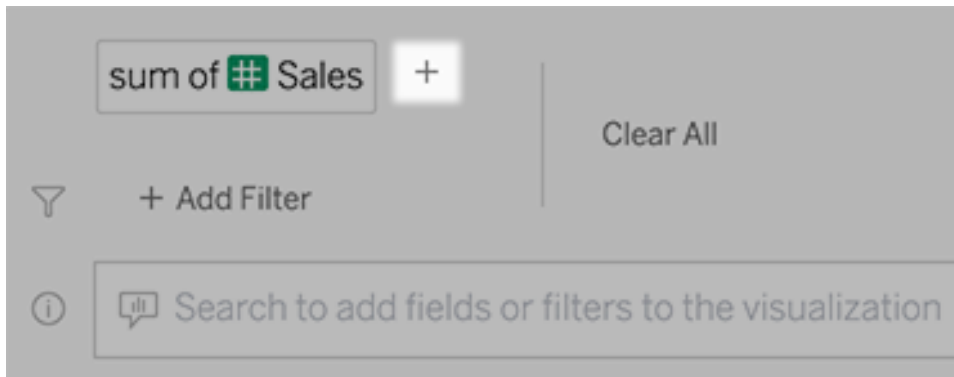 sum of # Sales +
Clear All
+ Add Filter
Search to add fields or filters to the visualization